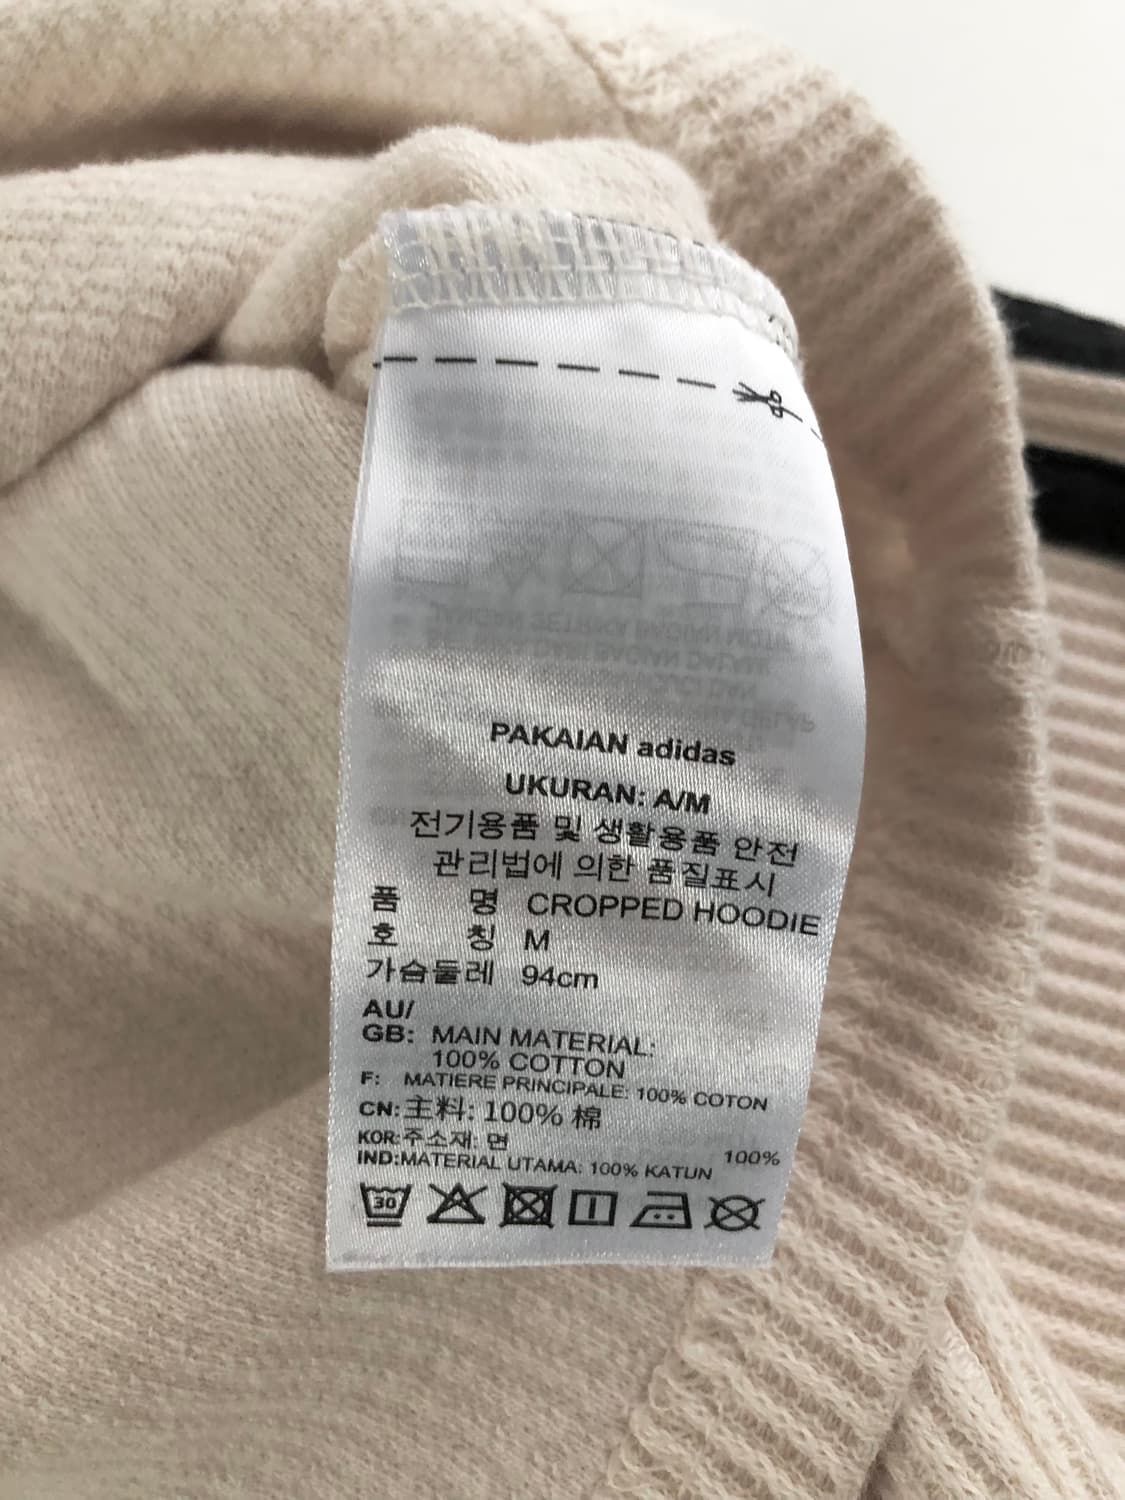 PAKAIAN adidas
UKURAN: A/M
전기용품 및 생활용품 안전
관리법에 의한 품질표시
품 명 CROPPED HOODIE
호 칭 M
가슴둘레 94cm
AU/
GB: MAIN MATERIAL:
100% COTTON
F: MATIERE PRINCIPALE: 100% COTON
CN:主料: 100% 棉
KOR:주소재: 면 100%
IND:MATERIAL UTAMA: 100% KATUN
30